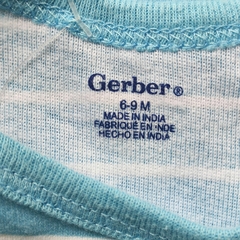 Gerber®
6-9 M
MADE IN INDIA
FABRIQUÉ EN INDE
HECHO EN INDIA